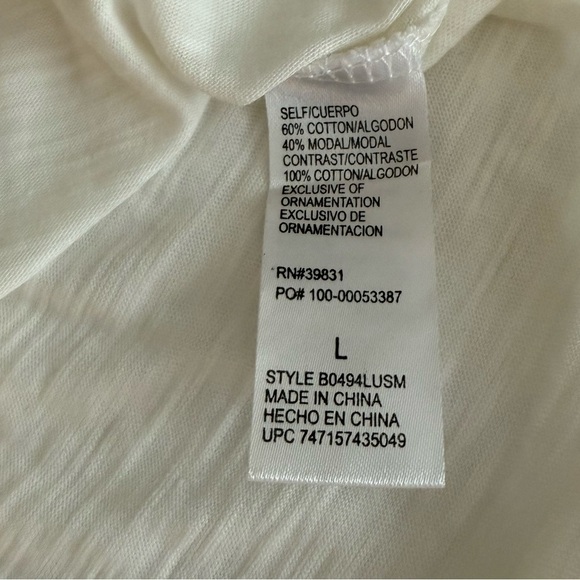 SELF/CUERPO
60% COTTON/ALGODON
40% MODAL/MODAL
CONTRAST/CONTRASTE
100% COTTON/ALGODON
EXCLUSIVE OF
ORNAMENTATION
EXCLUSIVO DE
ORNAMENTACION
RN#39831
PO# 100-00053387
L
STYLE B0494LUSM
MADE IN CHINA
HECHO EN CHINA
UPC 747157435049